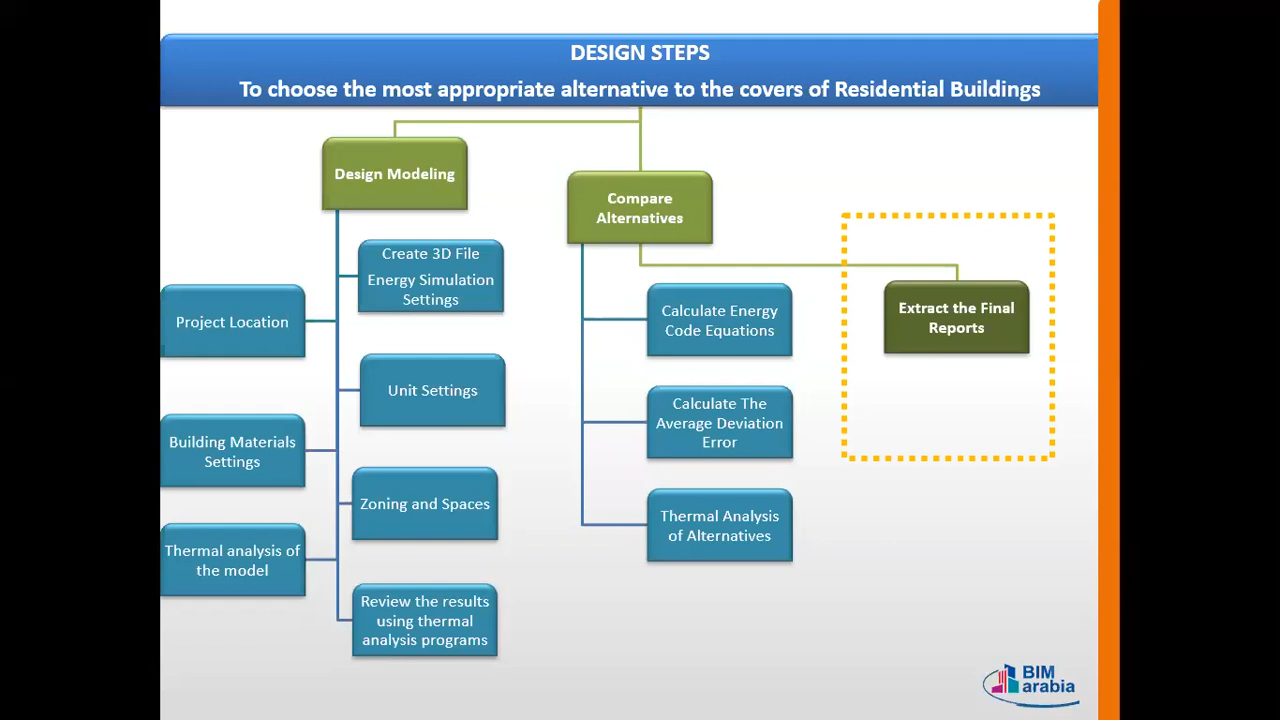 DESIGN STEPS
To choose the most appropriate alternative to the covers of Residential Buildings
Design Modeling
Create 3D File
Energy Simulation
Settings
Project Location
Unit Settings
Building Materials
Settings
Zoning and Spaces
Thermal analysis of
the model
Review the results
using thermal
analysis programs
Compare
Alternatives
Calculate Energy
Code Equations
Calculate The
Average Deviation
Error
Thermal Analysis
of Alternatives
Extract the Final
Reports
BIM
arabia